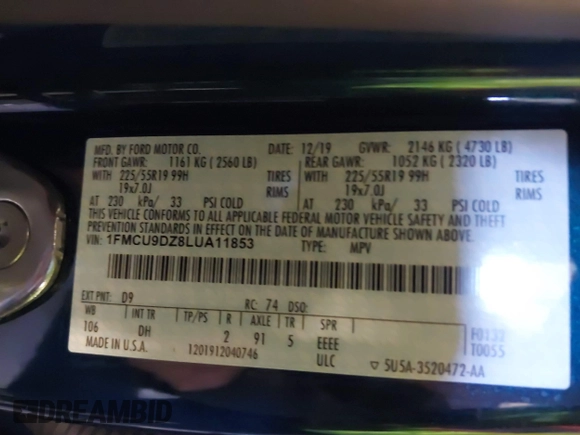 MFD. BY FORD MOTOR CO. DATE: 12/19 GVWR: 2146 KG ( 4730 LB)
FRONT GAWR: 1161 KG ( 2560 LB) REAR GAWR: 1052 KG ( 2320 LB)
WITH 225/55R19 99H TIRES WITH 225/55R19 99H TIRES
19x7.0J RIMS 19x7.0J RIMS
AT 230 kPa/ 33 PSI COLD AT 230 kPa/ 33 PSI COLD
THIS VEHICLE CONFORMS TO ALL APPLICABLE FEDERAL MOTOR VEHICLE SAFETY AND THEFT
PREVENTION STANDARDS IN EFFECT ON THE DATE OF MANUFACTURE SHOWN ABOVE.
VIN: 1FMCU9DZ8LUA11853 TYPE: MPV
EXT PNT: D9 RC: 74 DSO:
WB INT TR TP/PS R AXLE TR SPR
106 DH 2 91 5 EEEE F0132
MADE IN U.S.A. 1201912040746 ULC T0055
▽ 5U5A-3520472-AA
DREAMBID